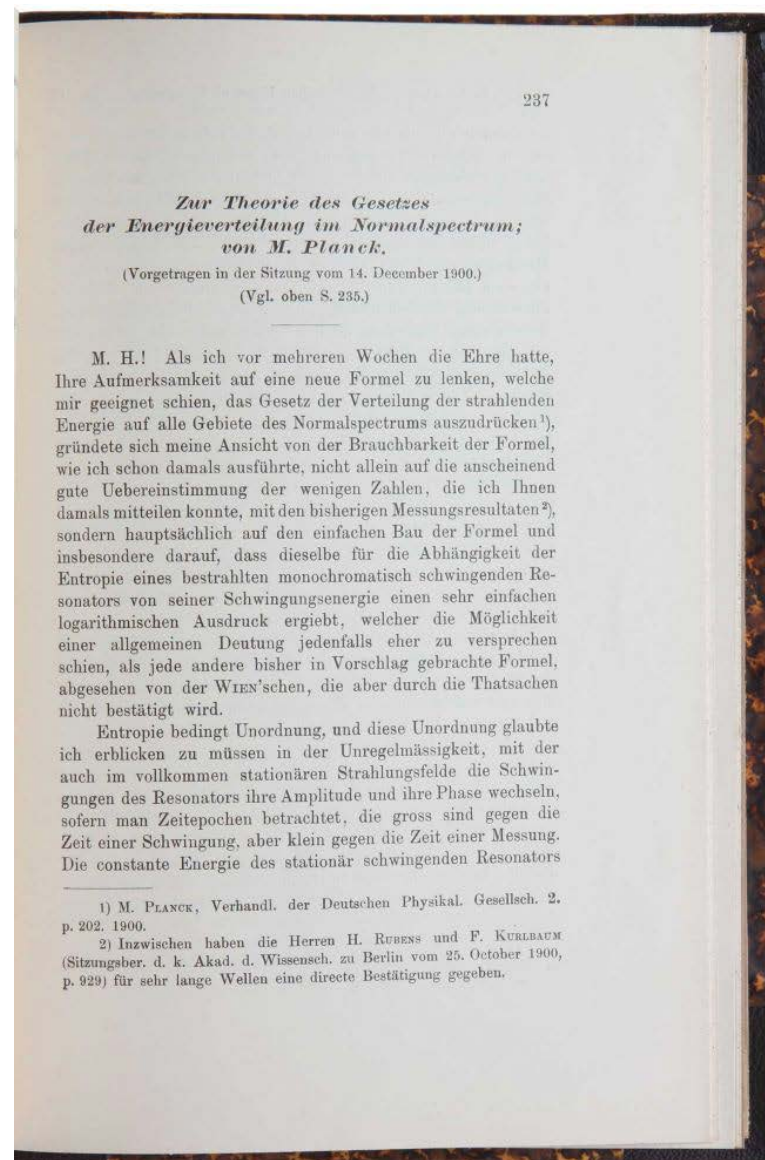 237
Zur Theorie des Gesetzes
der Energieverteilung im Normalspectrum;
von M. Planck.
(Vorgetragen in der Sitzung vom 14. December 1900.)
(Vgl. oben S. 235.)
M. H.! Als ich vor mehreren Wochen die Ehre hatte,
Ihre Aufmerksamkeit auf eine neue Formel zu lenken, welche
mir geeignet schien, das Gesetz der Verteilung der strahlenden
Energie auf alle Gebiete des Normalspectrums auszudrücken¹),
gründete sich meine Ansicht von der Brauchbarkeit der Formel,
wie ich schon damals ausführte, nicht allein auf die anscheinend
gute Uebereinstimmung der wenigen Zahlen, die ich Ihnen
damals mitteilen konnte, mit den bisherigen Messungsresultaten²),
sondern hauptsächlich auf den einfachen Bau der Formel und
insbesondere darauf, dass dieselbe für die Abhängigkeit der
Entropie eines bestrahlten monochromatisch schwingenden Re-
sonators von seiner Schwingungsenergie einen sehr einfachen
logarithmischen Ausdruck ergiebt, welcher die Möglichkeit
einer allgemeinen Deutung jedenfalls eher zu versprechen
schien, als jede andere bisher in Vorschlag gebrachte Formel,
abgesehen von der WIEN'schen, die aber durch die Thatsachen
nicht bestätigt wird.
Entropie bedingt Unordnung, und diese Unordnung glaubte
ich erblicken zu müssen in der Unregelmässigkeit, mit der
auch im vollkommen stationären Strahlungsfelde die Schwin-
gungen des Resonators ihre Amplitude und ihre Phase wechseln,
sofern man Zeitepochen betrachtet, die gross sind gegen die
Zeit einer Schwingung, aber klein gegen die Zeit einer Messung.
Die constante Energie des stationär schwingenden Resonators
1) M. PLANCK, Verhandl. der Deutschen Physikal. Gesellsch. 2.
p. 202. 1900.
2) Inzwischen haben die Herren H. RUBENS und F. KURLBAUM
(Sitzungsber. d. k. Akad. d. Wissensch. zu Berlin vom 25. October 1900,
p. 929) für sehr lange Wellen eine directe Bestätigung gegeben.